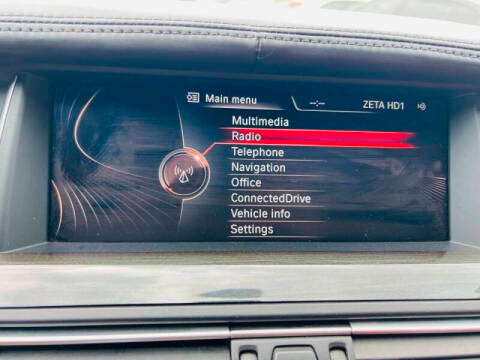 Main menu
--:--
ZETA HD1
Multimedia
Radio
Telephone
Navigation
Office
ConnectedDrive
Vehicle info
Settings